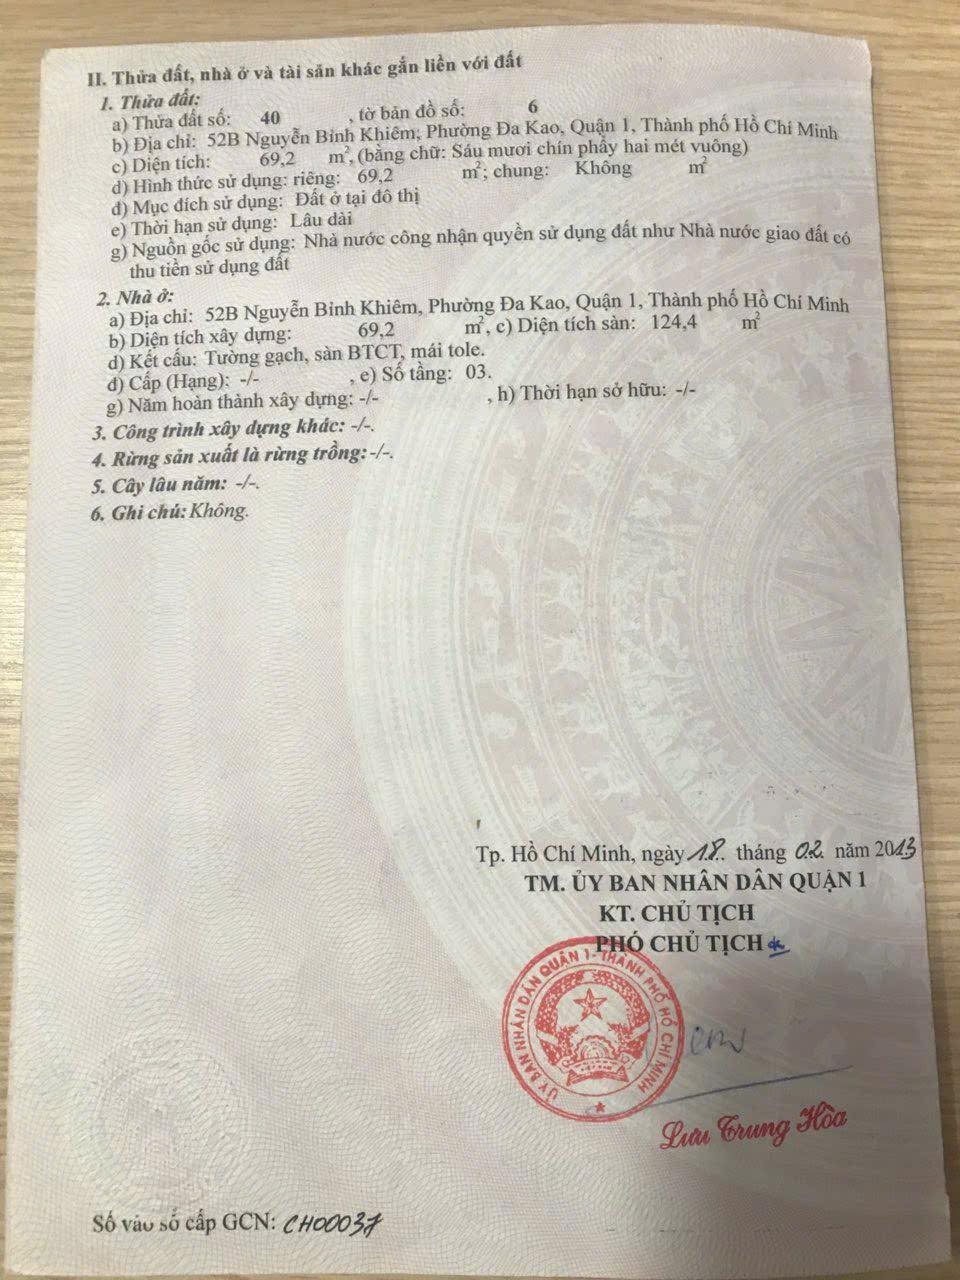 II. Thửa đất, nhà ở và tài sản khác gắn liền với đất
1. Thửa đất:
a) Thửa đất số: 40 , tờ bản đồ số: 6
b) Địa chỉ: 52B Nguyễn Bỉnh Khiêm, Phường Đa Kao, Quận 1, Thành phố Hồ Chí Minh
c) Diện tích: 69,2 m², (bằng chữ: Sáu mươi chín phẩy hai mét vuông)
d) Hình thức sử dụng: riêng: 69,2 m²; chung: Không m²
đ) Mục đích sử dụng: Đất ở tại đô thị
e) Thời hạn sử dụng: Lâu dài
g) Nguồn gốc sử dụng: Nhà nước công nhận quyền sử dụng đất như Nhà nước giao đất có
thu tiền sử dụng đất
2. Nhà ở:
a) Địa chỉ: 52B Nguyễn Bỉnh Khiêm, Phường Đa Kao, Quận 1, Thành phố Hồ Chí Minh
b) Diện tích xây dựng: 69,2 m², c) Diện tích sàn: 124,4 m²
d) Kết cấu: Tường gạch, sàn BTCT, mái tole.
đ) Cấp (Hạng): -/- , e) Số tầng: 03.
g) Năm hoàn thành xây dựng: -/- , h) Thời hạn sở hữu: -/-
3. Công trình xây dựng khác: -/-.
4. Rừng sản xuất là rừng trồng: -/-.
5. Cây lâu năm: -/-.
6. Ghi chú: Không.
Tp. Hồ Chí Minh, ngày 18. tháng 02. năm 2013
TM. ỦY BAN NHÂN DÂN QUẬN 1
KT. CHỦ TỊCH
PHÓ CHỦ TỊCH
ỦY BAN NHÂN DÂN QUẬN 1 - THÀNH PHỐ HỒ CHÍ MINH
Lưu Trung Hòa
Số vào sổ cấp GCN: CH00037